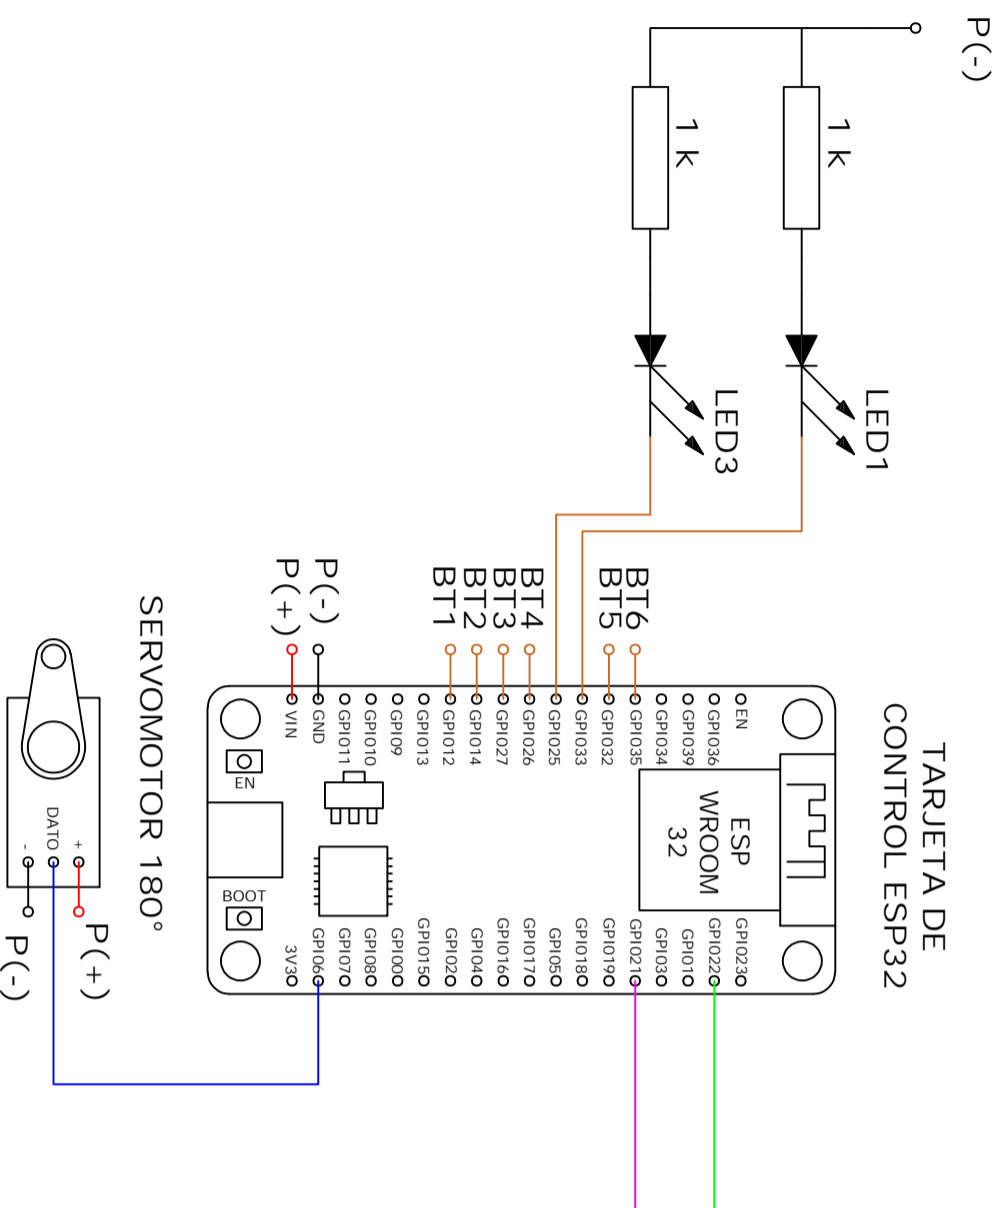 P(-)
1 k
LED1
1 k
LED3
TARJETA DE
CONTROL ESP32
BT6
BT5
BT4
BT3
BT2
BT1
P(-)
P(+)
EN
GPIO36
GPIO39
GPIO34
GPIO35
GPIO32
GPIO33
GPIO25
GPIO26
GPIO27
GPIO14
GPIO12
GPIO13
GPIO9
GPIO10
GPIO11
GND
VIN
ESP
WROOM
32
EN
BOOT
GPIO23
GPIO22
GPIO1
GPIO3
GPIO21
GPIO19
GPIO18
GPIO5
GPIO17
GPIO16
GPIO4
GPIO2
GPIO15
GPIO0
GPIO8
GPIO7
GPIO6
3V3
SERVOMOTOR 180°
+
DATO
-
P(+)
P(-)